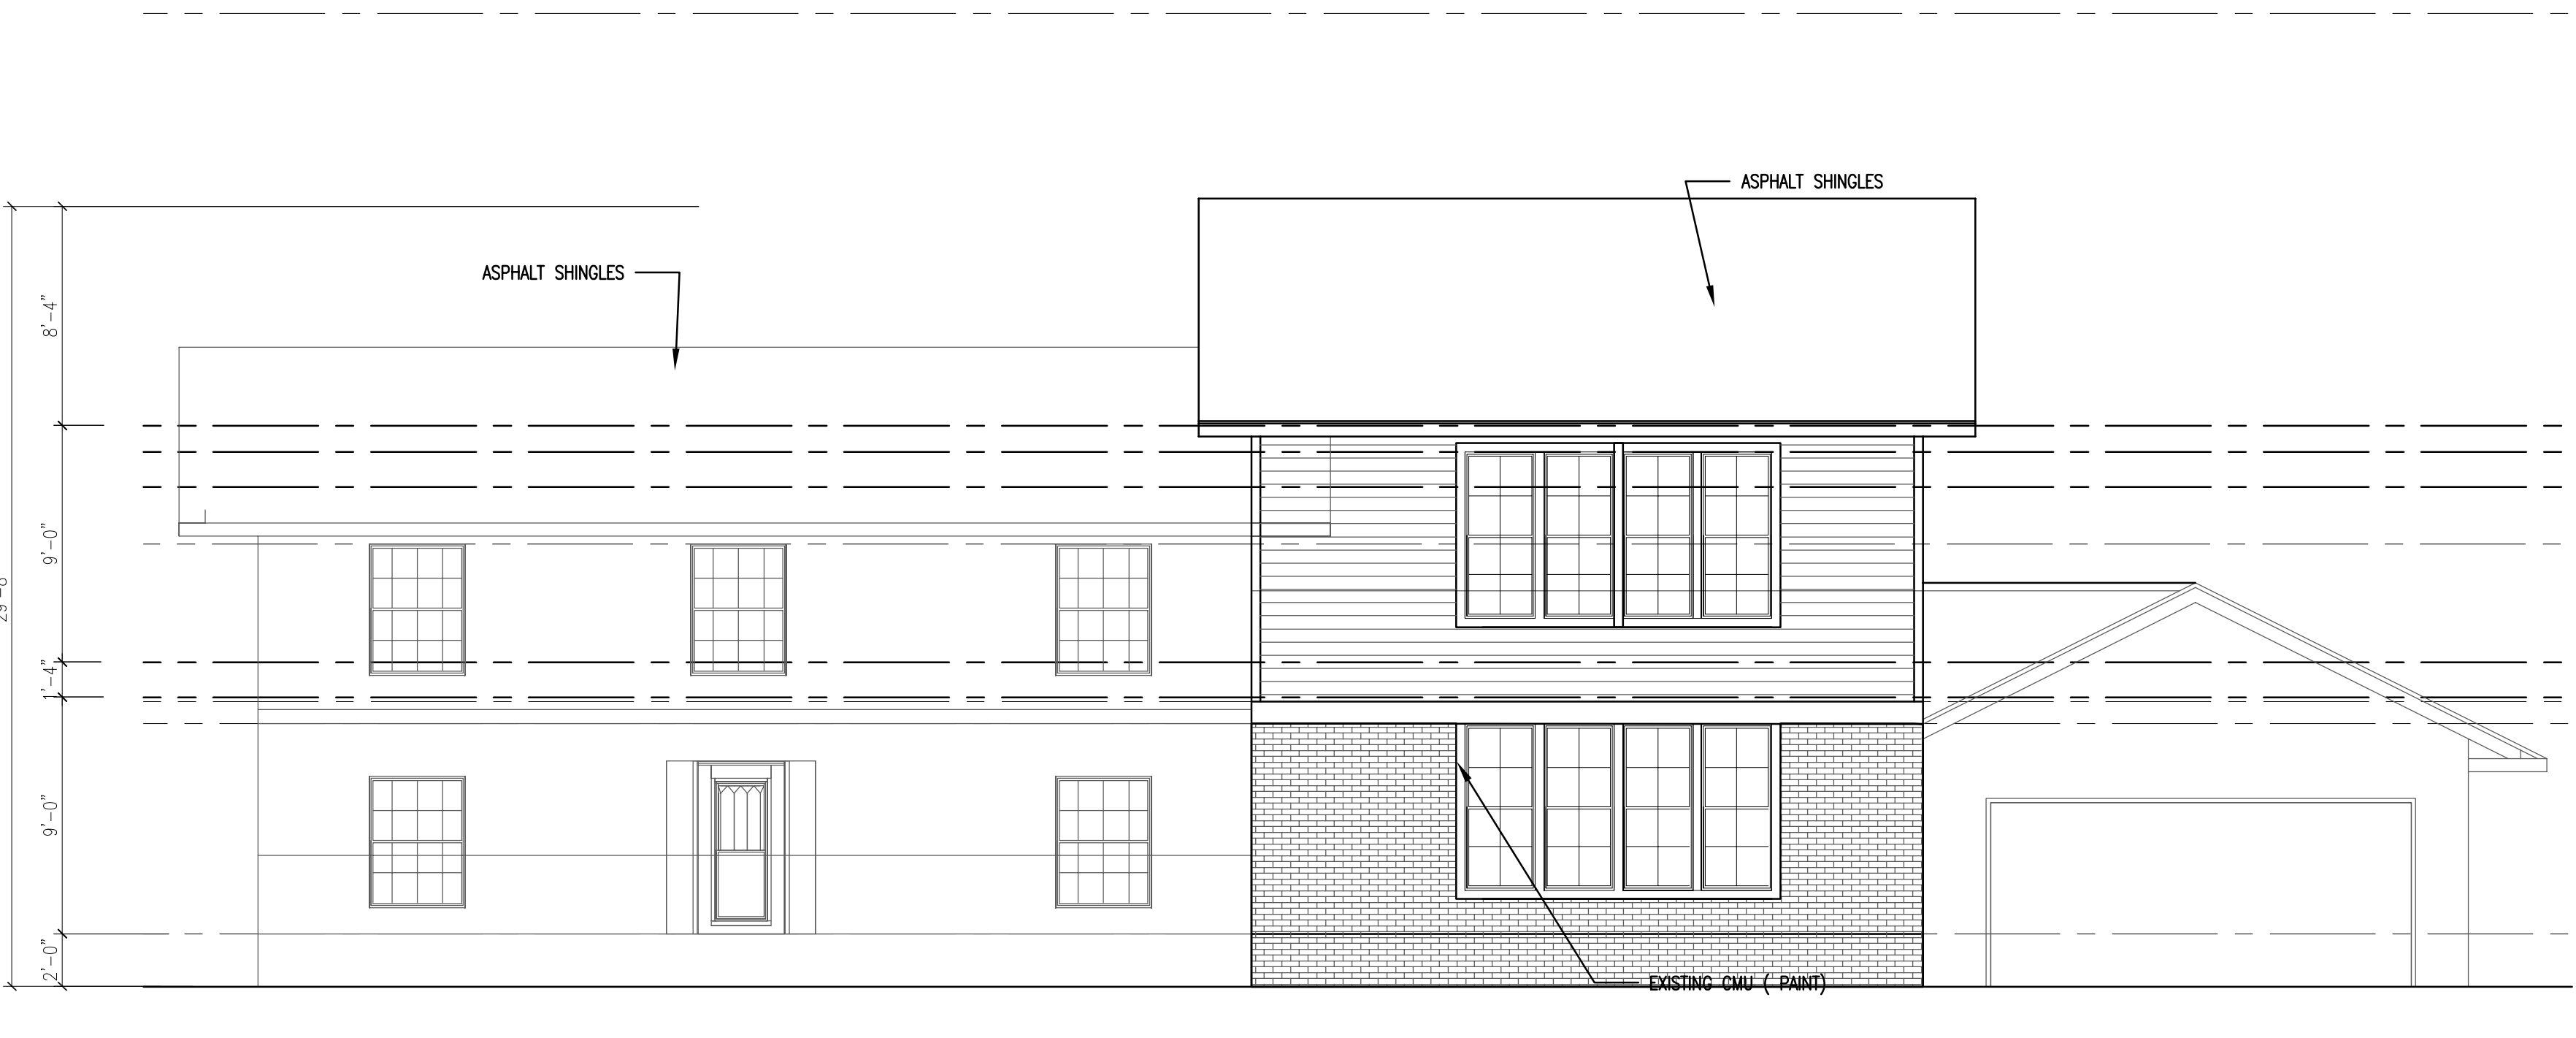 ASPHALT SHINGLES
ASPHALT SHINGLES
8'-4"
9'-0"
1'-4"
9'-0"
2'-0"
EXISTING CMU ( PAINT)